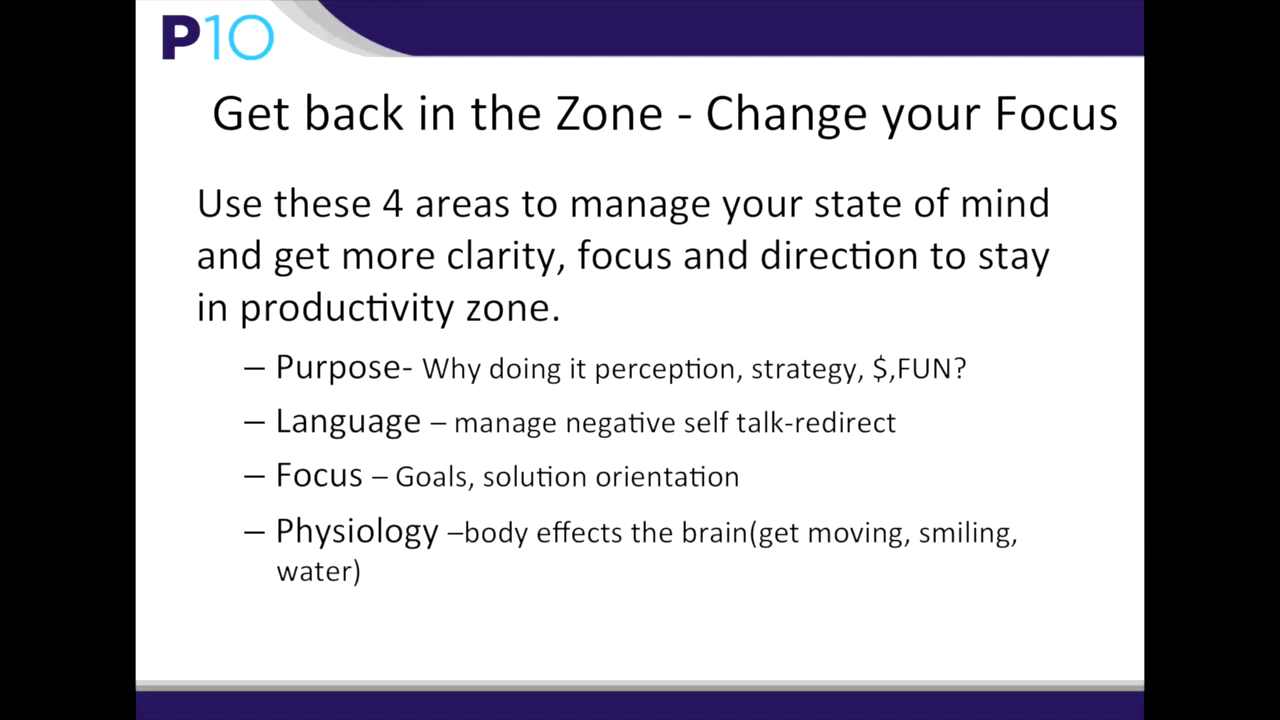 P10
Get back in the Zone - Change your Focus
Use these 4 areas to manage your state of mind
and get more clarity, focus and direction to stay
in productivity zone.
– Purpose- Why doing it perception, strategy, $,FUN?
– Language – manage negative self talk-redirect
– Focus – Goals, solution orientation
– Physiology –body effects the brain(get moving, smiling,
water)